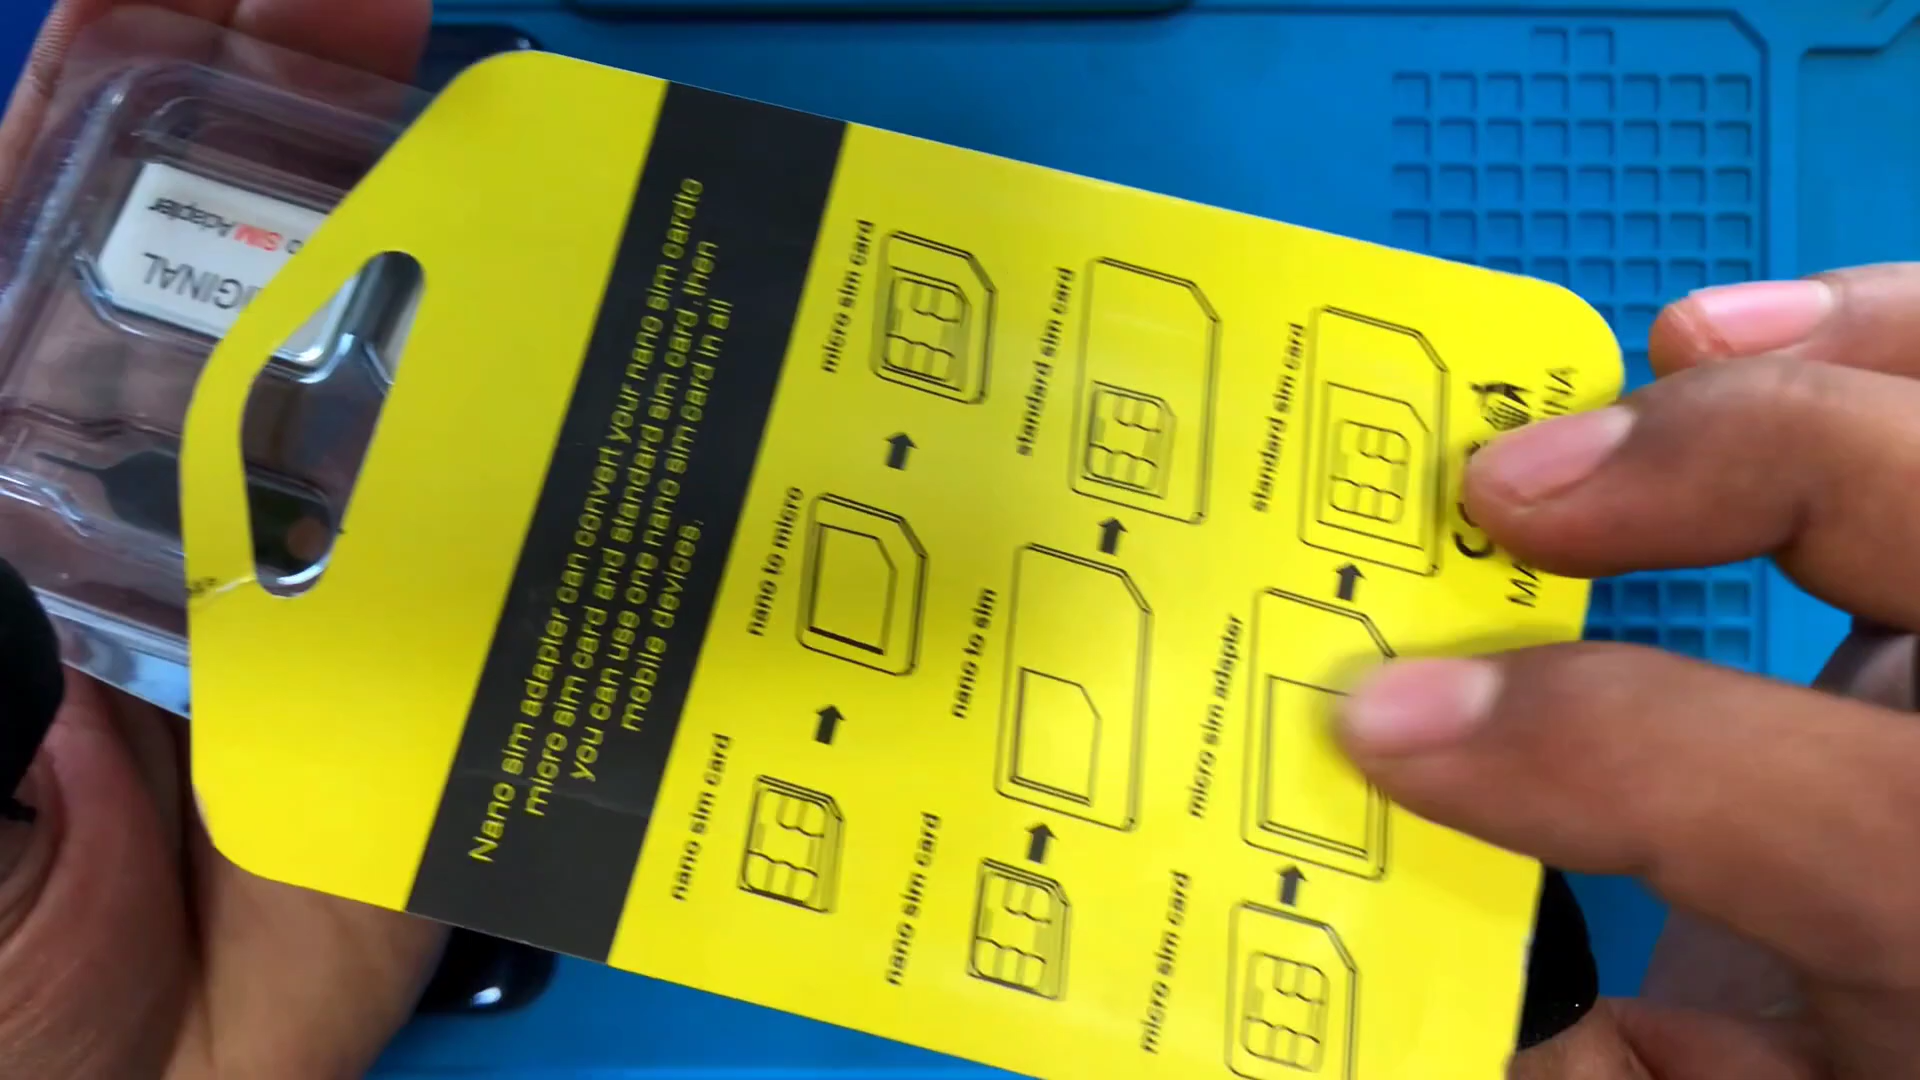 Nano sim adapter can convert your nano sim cardto
micro sim card and standard sim card ,then
you can use one nano sim card in all
mobile devices.
micro sim card
nano to micro
nano sim card
standard sim card
nano to sim
nano sim card
standard sim card
micro sim adapter
micro sim card
SIM Adapter